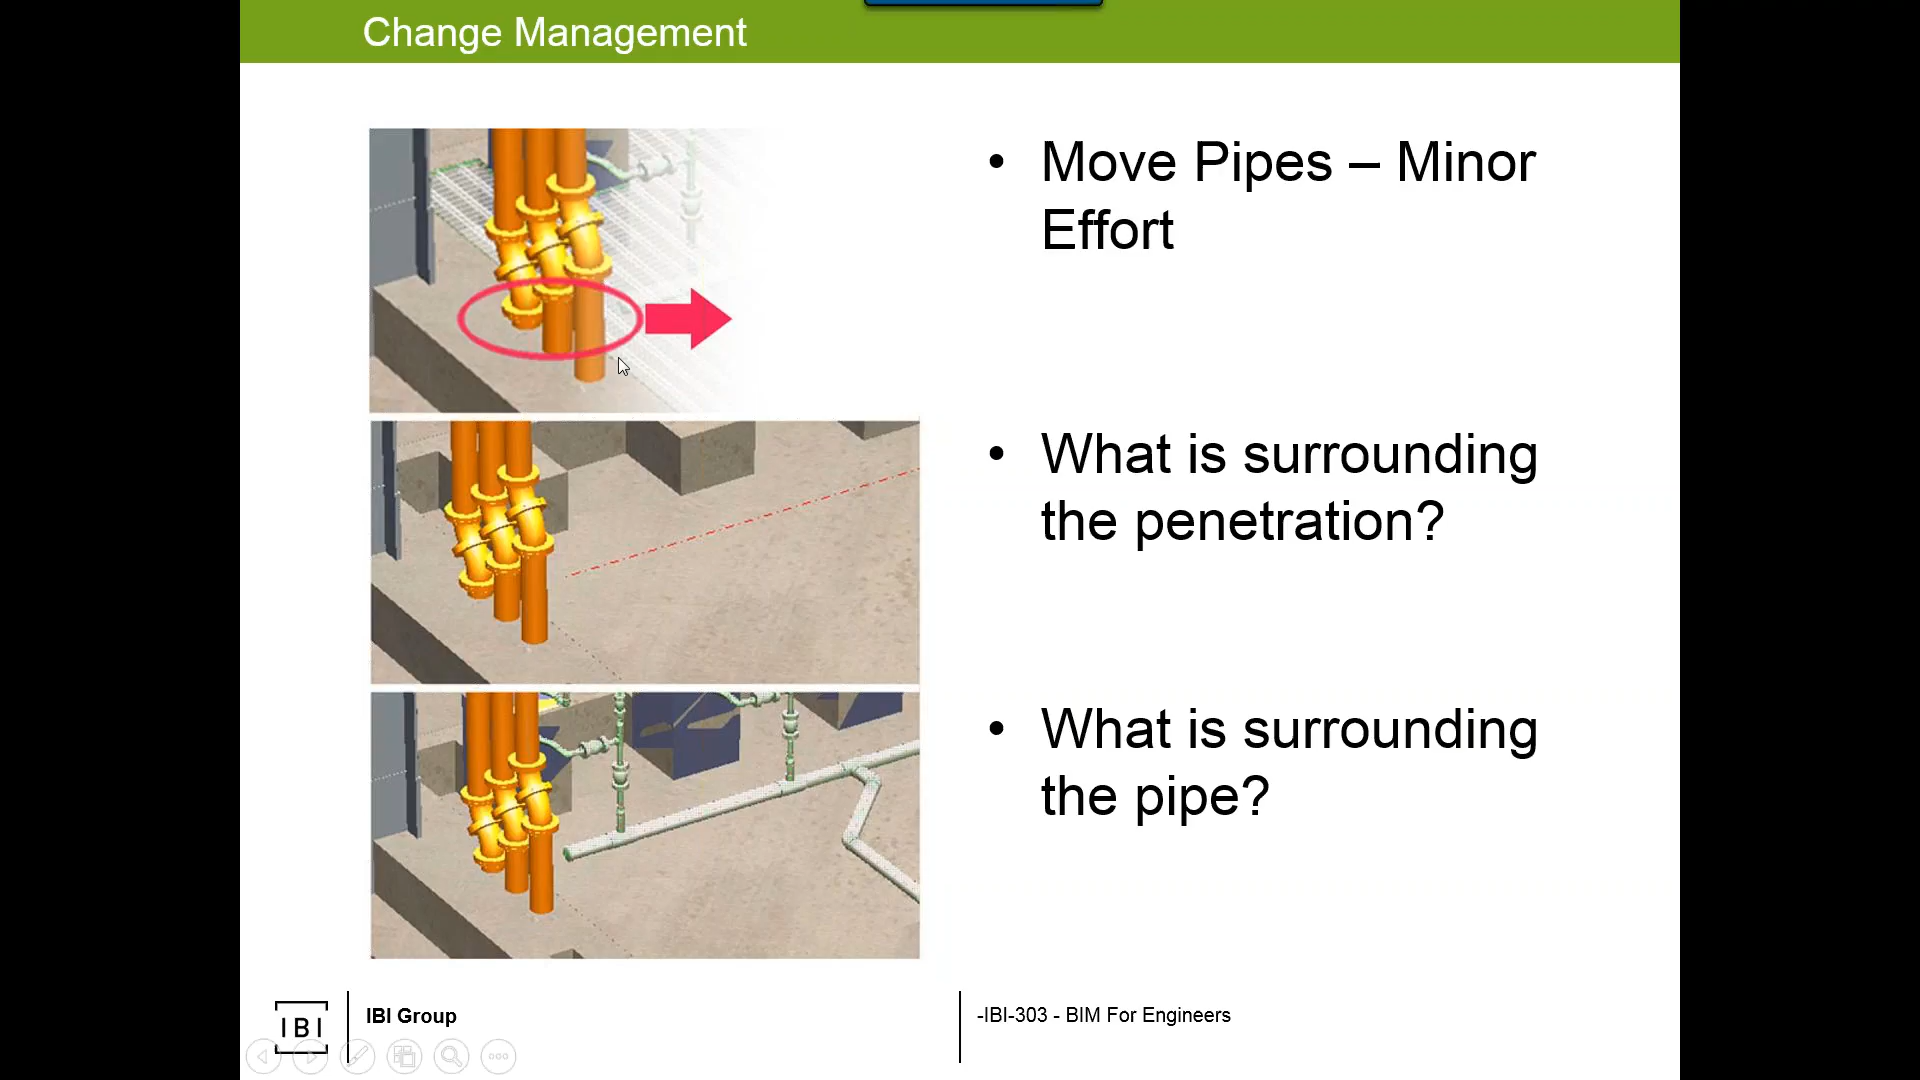 Change Management
• Move Pipes – Minor
Effort
• What is surrounding
the penetration?
• What is surrounding
the pipe?
IBI
IBI Group
-IBI-303 - BIM For Engineers